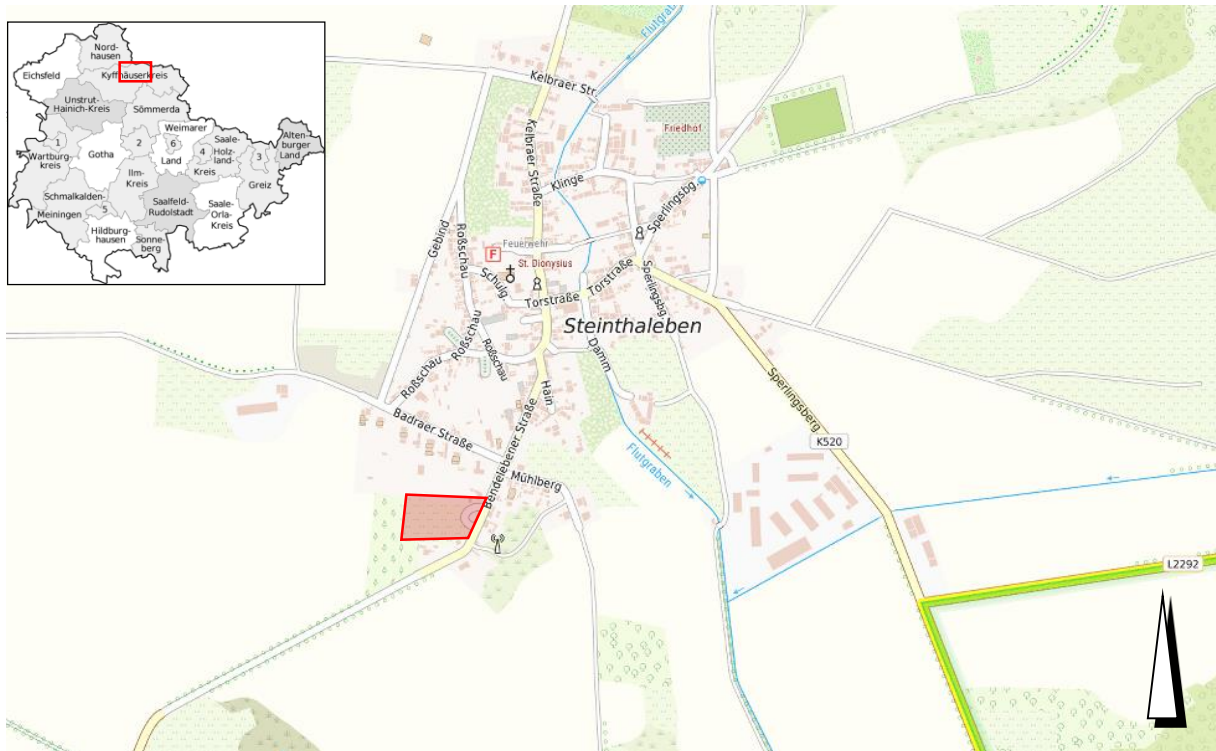 Nord-
hausen
Eichsfeld
Kyffhäuserkreis
Unstrut-
Hainich-Kreis
Sömmerda
Weimarer
Land
Saale-
Holz-
land-
Kreis
Alten-
burger
Land
1
2
6
4
3
Wartburg-
kreis
Gotha
Ilm-
Kreis
Greiz
Schmalkalden-
Meiningen
5
Saalfeld-
Rudolstadt
Saale-
Orla-
Kreis
Hildburg-
hausen
Sonne-
berg
Flutgraben
Kelbraer Str.
Kelbraer Straße
Friedhof
Klinge
Sperlingsbg.
Gebind
Roßschau
Feuerwehr
F
St. Dionysius
Schulg.
Torstraße
Torstraße
Sperlingsbg.
Steinthaleben
Roßschau
Roßschau
Roßschau
Damm
Hain
Sperlingsberg
Badraer Straße
Bendelebener Straße
K520
Mühlberg
Flutgraben
L2292